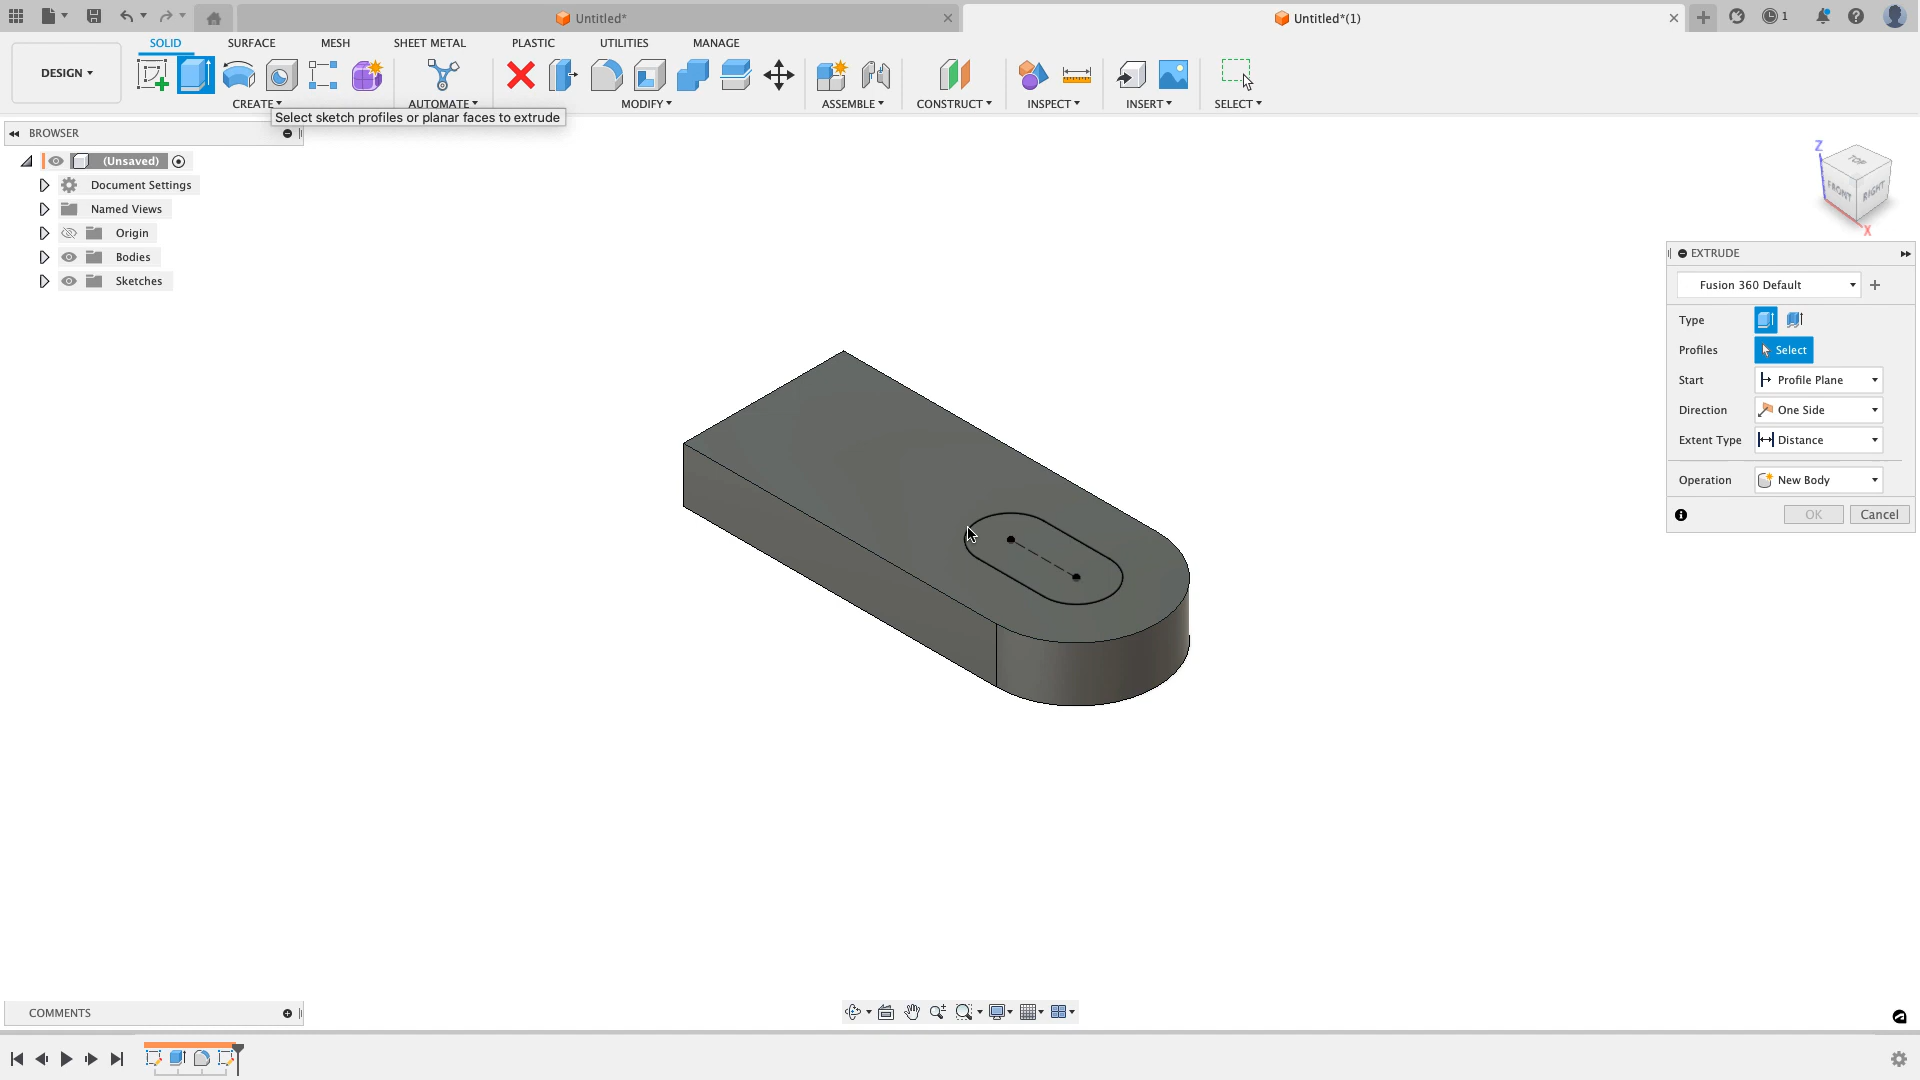 Untitled*
Untitled*(1)
1
DESIGN
SOLID
SURFACE
MESH
SHEET METAL
PLASTIC
UTILITIES
MANAGE
CREATE
AUTOMATE
MODIFY
ASSEMBLE
CONSTRUCT
INSPECT
INSERT
SELECT
Select sketch profiles or planar faces to extrude
BROWSER
(Unsaved)
Document Settings
Named Views
Origin
Bodies
Sketches
Z
TOP
FRONT
RIGHT
X
EXTRUDE
Fusion 360 Default
Type
Profiles
Select
Start
Profile Plane
Direction
One Side
Extent Type
Distance
Operation
New Body
OK
Cancel
COMMENTS